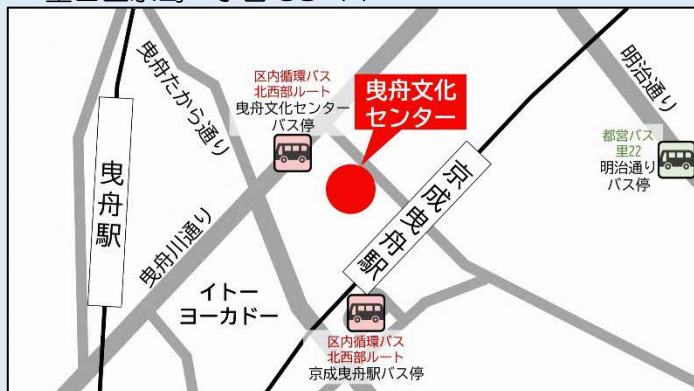 曳舟たから通り
区内循環バス
北西部ルート
曳舟文化センター
バス停
曳舟文化
センター
明治通り
都営バス
里22
明治通り
バス停
曳舟駅
京成曳舟駅
曳舟川通り
イトー
ヨーカドー
区内循環バス
北西部ルート
京成曳舟駅バス停